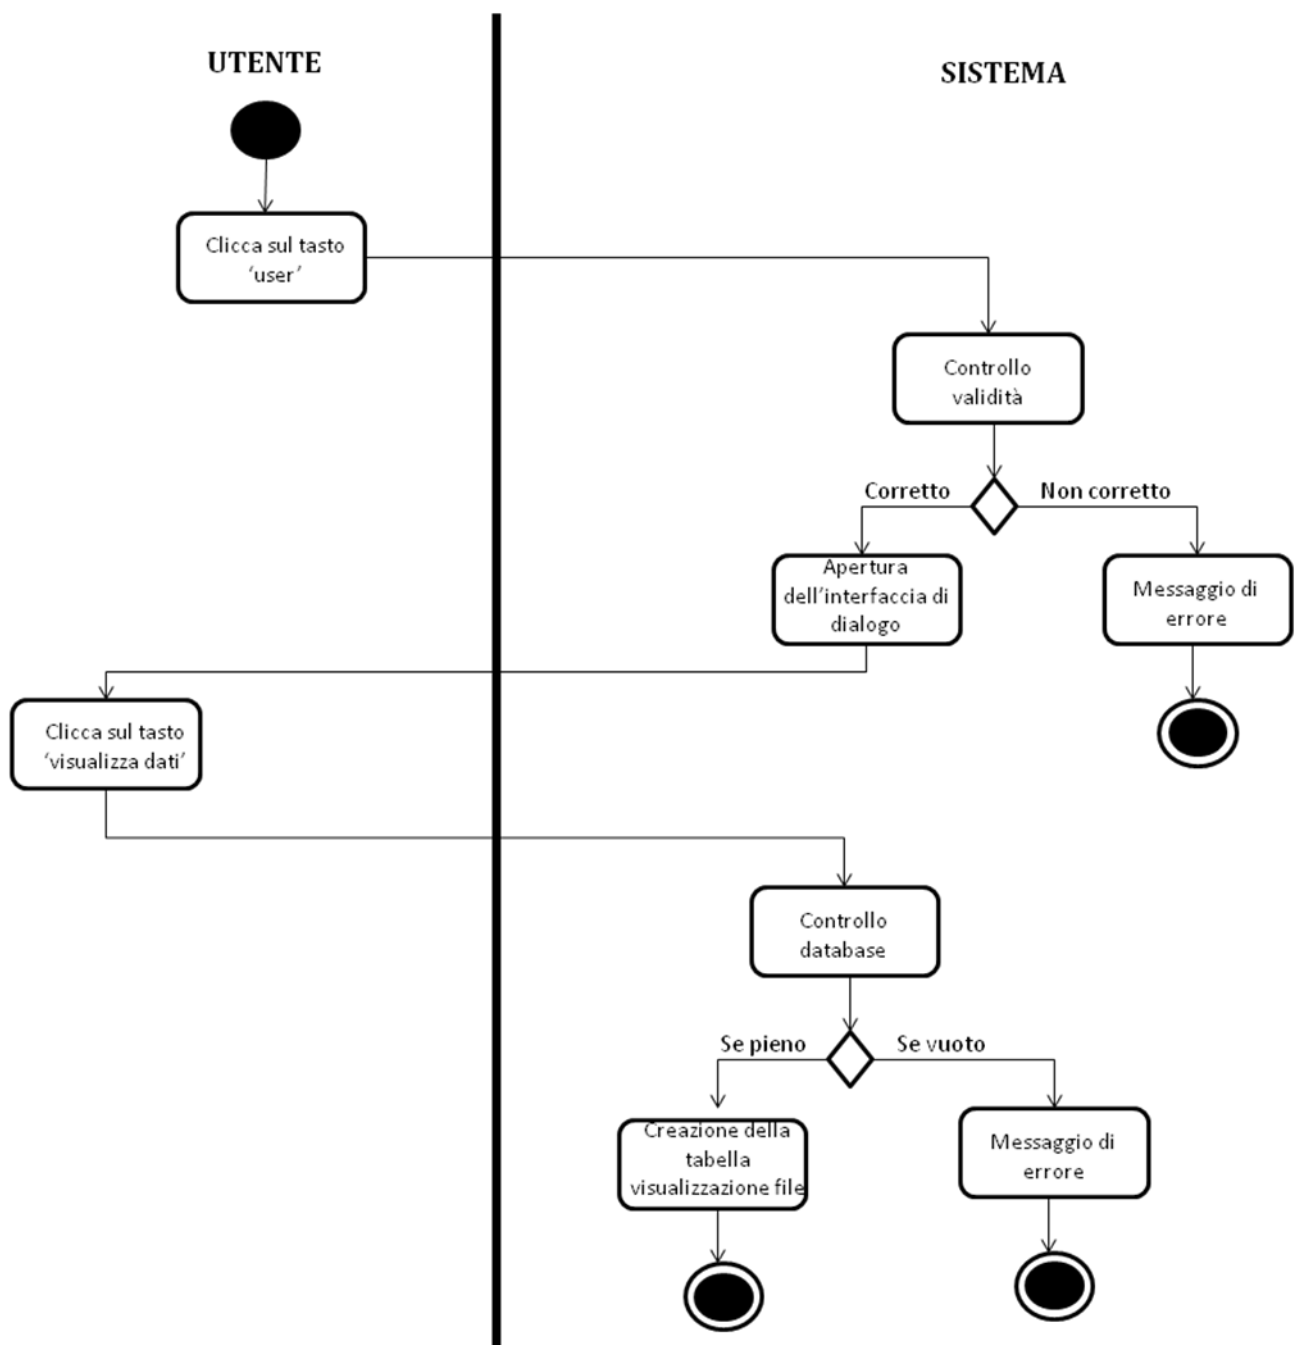 UTENTE
SISTEMA
Clicca sul tasto
‘user’
Controllo
validità
Corretto
Non corretto
Apertura
dell’interfaccia di
dialogo
Messaggio di
errore
Clicca sul tasto
‘visualizza dati’
Controllo
database
Se pieno
Se vuoto
Creazione della
tabella
visualizzazione file
Messaggio di
errore